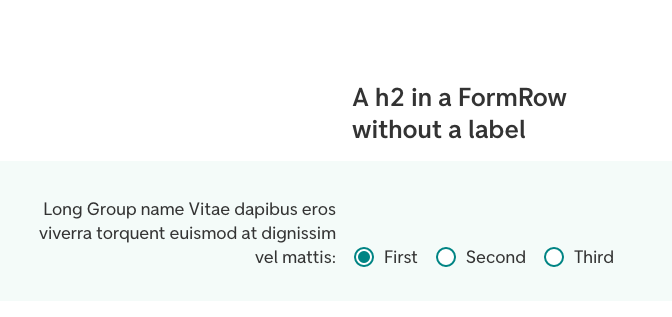 A h2 in a FormRow
without a label
Long Group name Vitae dapibus eros
viverra torquent euismod at dignissim
vel mattis:
First Second Third